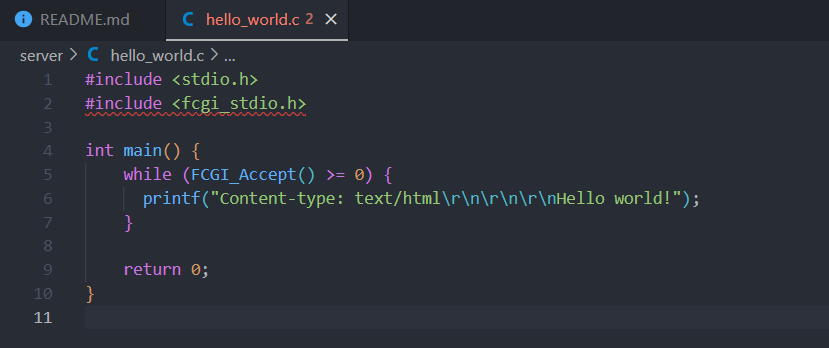 README.md hello_world.c 2
server > hello_world.c > ...
1 #include <stdio.h>
2 #include <fcgi_stdio.h>
3
4 int main() {
5     while (FCGI_Accept() >= 0) {
6       printf("Content-type: text/html\r\n\r\n\r\nHello world!");
7     }
8
9     return 0;
10 }
11